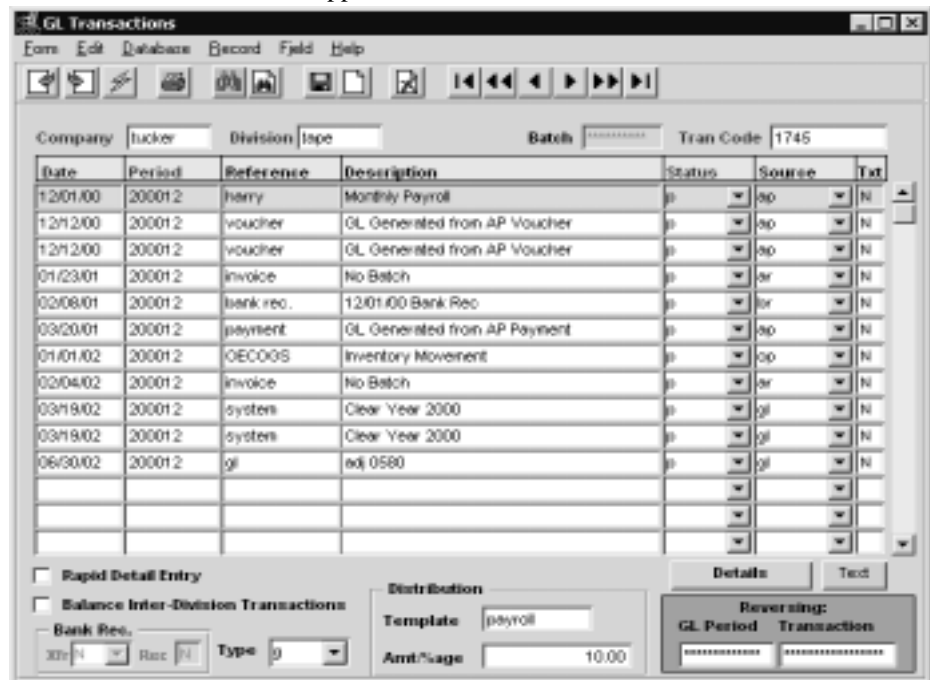 GL Transactions
Form Edit Database Record Field Help
Company tucker Division tape Batch ********** Tran Code 1745
Date Period Reference Description Status Source Txt
12/01/00 200012 harry Monthly Payroll p ap N
12/12/00 200012 voucher GL Generated from AP Voucher p ap N
12/12/00 200012 voucher GL Generated from AP Voucher p ap N
01/23/01 200012 invoice No Batch p ar N
02/08/01 200012 bank rec. 12/01/00 Bank Rec p br N
03/20/01 200012 payment GL Generated from AP Payment p ap N
01/01/02 200012 OECOGS Inventory Movement p op N
02/04/02 200012 invoice No Batch p ar N
03/19/02 200012 system Clear Year 2000 p gl N
03/19/02 200012 system Clear Year 2000 p gl N
06/30/02 200012 gl adj 0580 p gl N
Rapid Detail Entry
Details Text
Balance Inter-Division Transactions
Distribution
Template payroll
Amt/%age 10.00
Bank Rec.
Xfr N Rec N Type g
Reversing:
GL Period Transaction